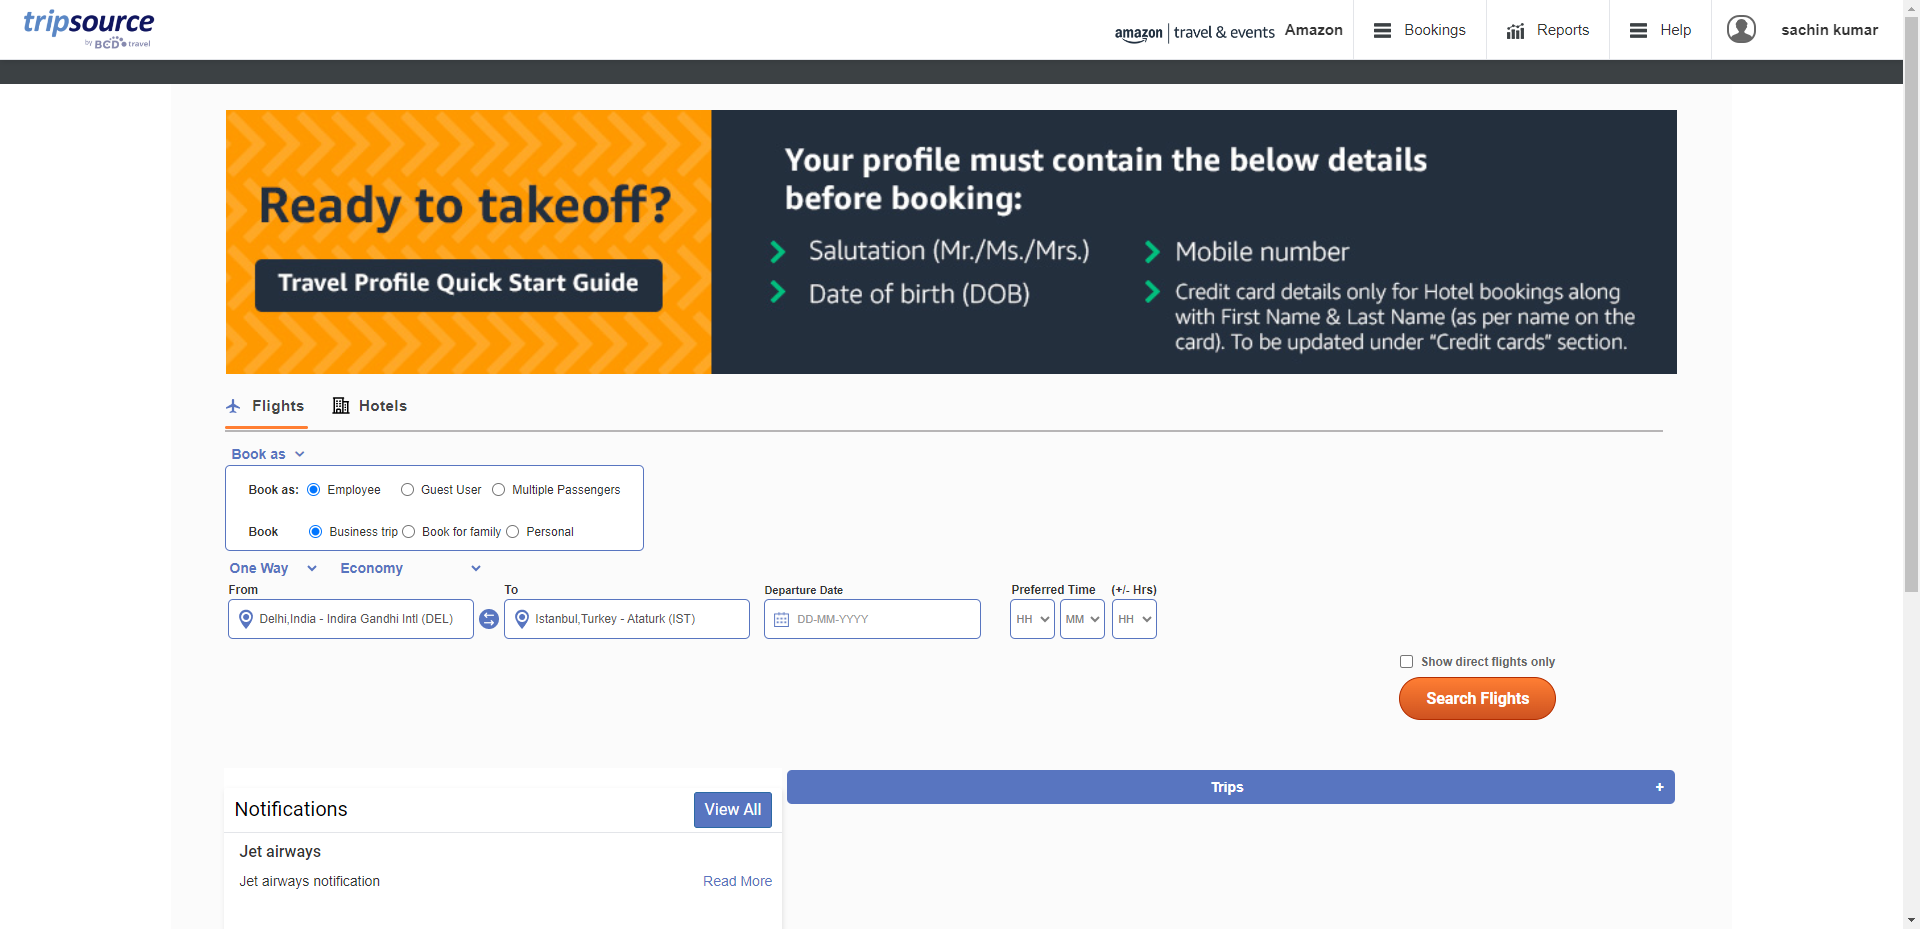 tripsource
by BCD travel
amazon | travel & events Amazon
Bookings
Reports
Help
sachin kumar
Ready to takeoff?
Travel Profile Quick Start Guide
Your profile must contain the below details
before booking:
Salutation (Mr./Ms./Mrs.)
Date of birth (DOB)
Mobile number
Credit card details only for Hotel bookings along
with First Name & Last Name (as per name on the
card). To be updated under “Credit cards” section.
Flights
Hotels
Book as
Book as: Employee Guest User Multiple Passengers
Book Business trip Book for family Personal
One Way Economy
From To Departure Date Preferred Time (+/- Hrs)
Delhi,India - Indira Gandhi Intl (DEL) Istanbul,Turkey - Ataturk (IST) DD-MM-YYYY HH MM HH
Show direct flights only
Search Flights
Trips +
Notifications View All
Jet airways
Jet airways notification Read More